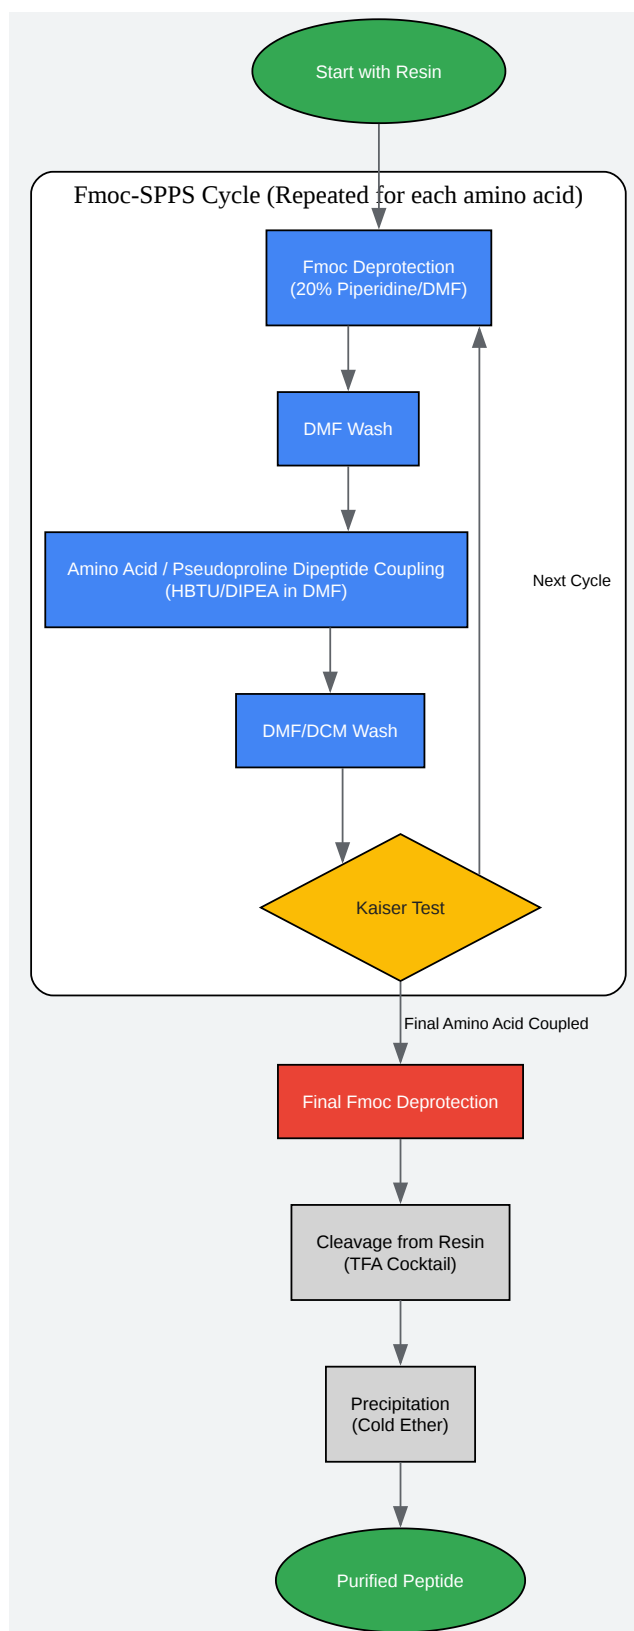 Start with Resin
Fmoc-SPPS Cycle (Repeated for each amino acid)
Fmoc Deprotection
(20% Piperidine/DMF)
DMF Wash
Amino Acid / Pseudoproline Dipeptide Coupling
(HBTU/DIPEA in DMF)
Next Cycle
DMF/DCM Wash
Kaiser Test
Final Amino Acid Coupled
Final Fmoc Deprotection
Cleavage from Resin
(TFA Cocktail)
Precipitation
(Cold Ether)
Purified Peptide